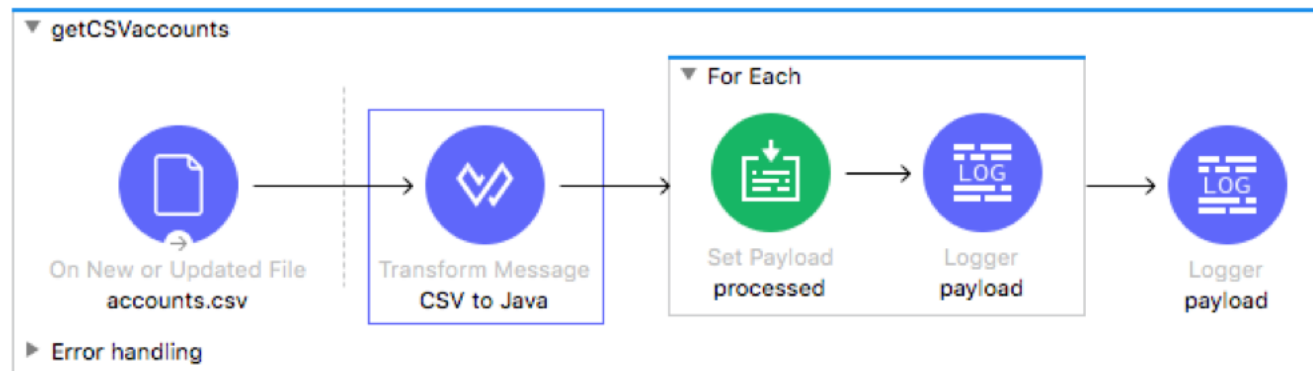 getCSVaccounts
For Each
LOG
LOG
On New or Updated File
accounts.csv
Transform Message
CSV to Java
Set Payload
processed
Logger
payload
Logger
payload
Error handling